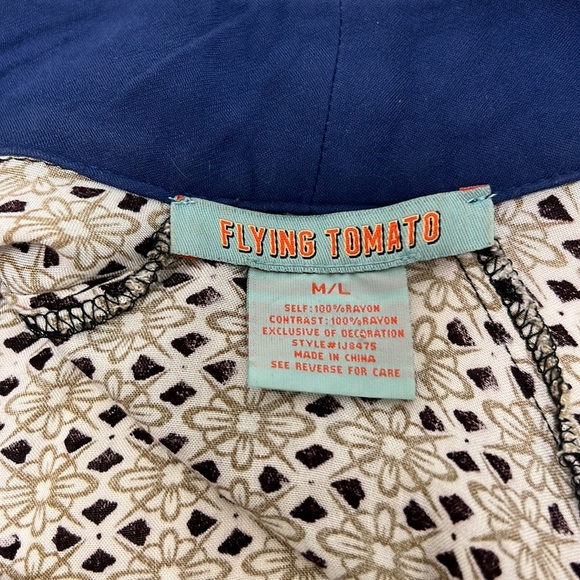 FLYING TOMATO
M/L
SELF: 100%RAYON
CONTRAST: 100%RAYON
EXCLUSIVE OF DECORATION
STYLE#IJ8475
MADE IN CHINA
SEE REVERSE FOR CARE